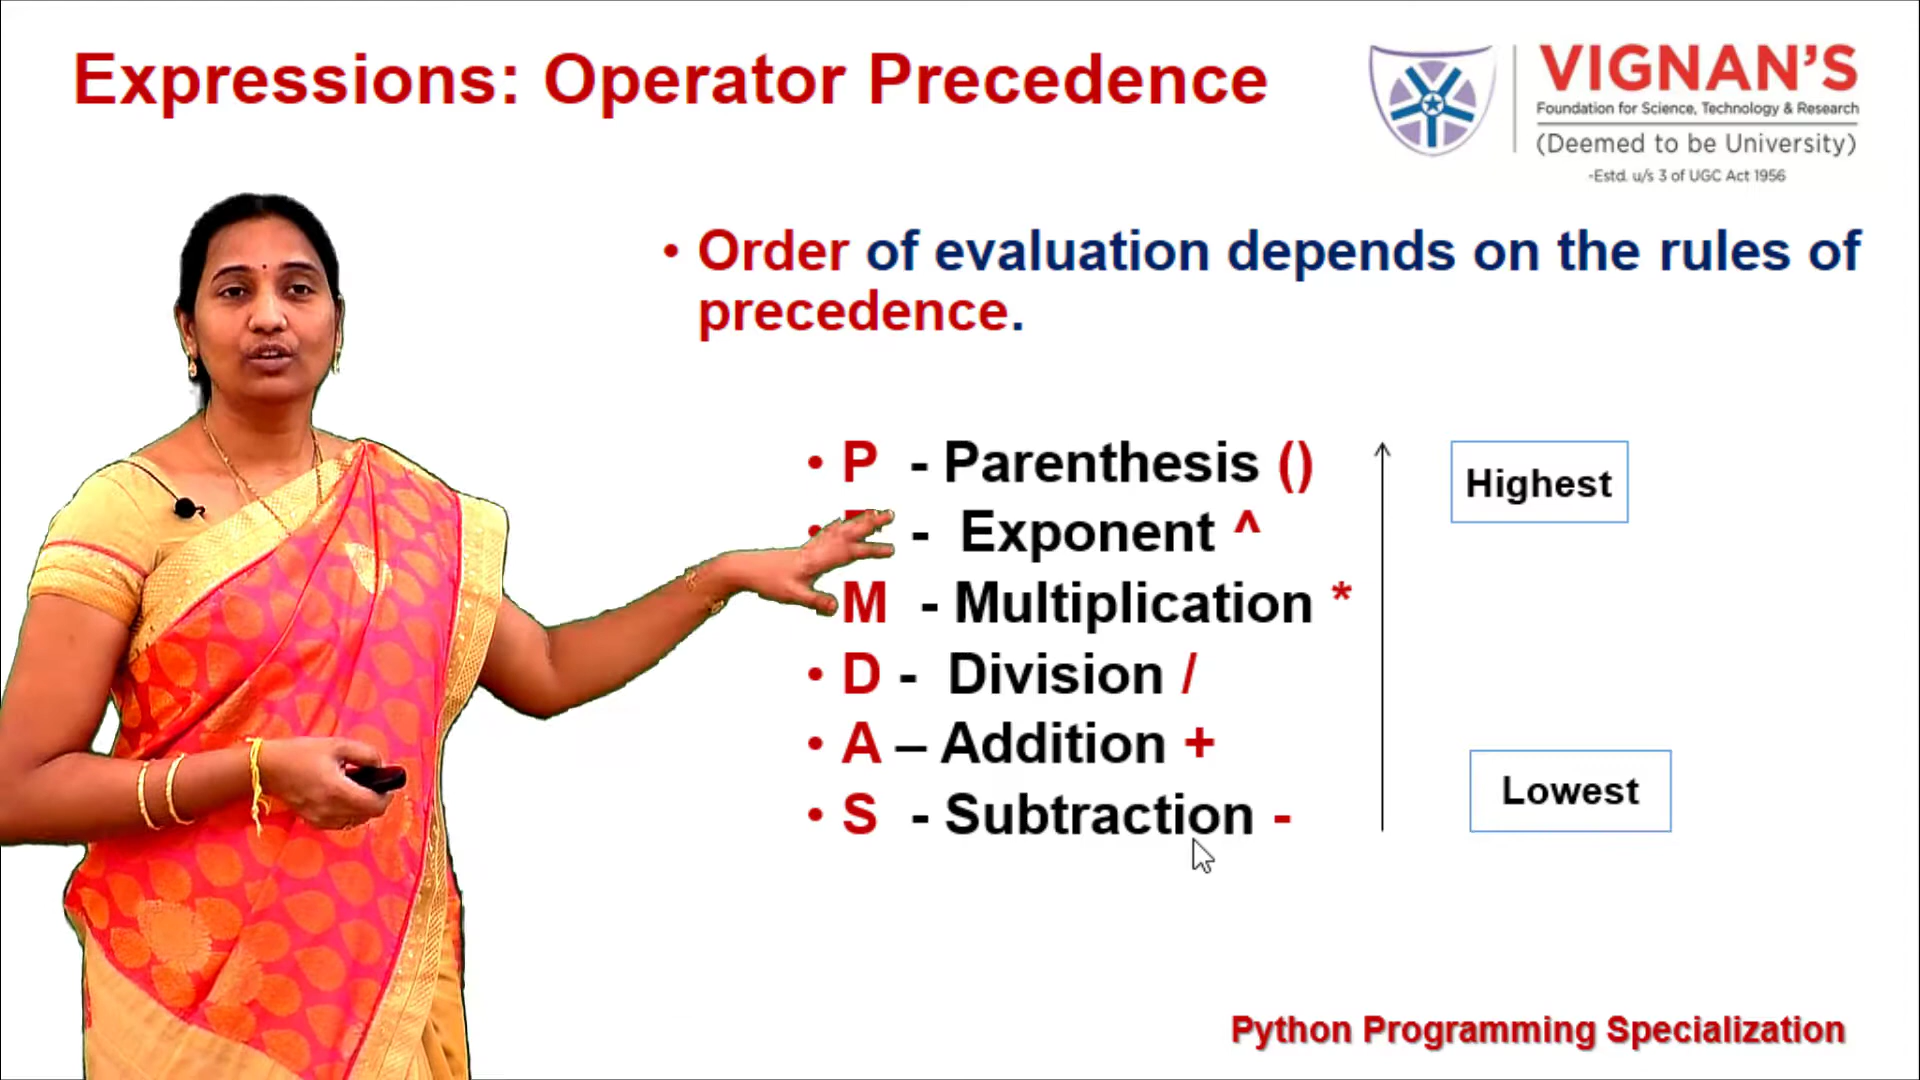 Expressions: Operator Precedence
VIGNAN'S
Foundation for Science, Technology & Research
(Deemed to be University)
-Estd. u/s 3 of UGC Act 1956
• Order of evaluation depends on the rules of
precedence.
• P - Parenthesis ()
- Exponent ^
M - Multiplication *
• D - Division /
• A – Addition +
• S - Subtraction -
Highest
Lowest
Python Programming Specialization